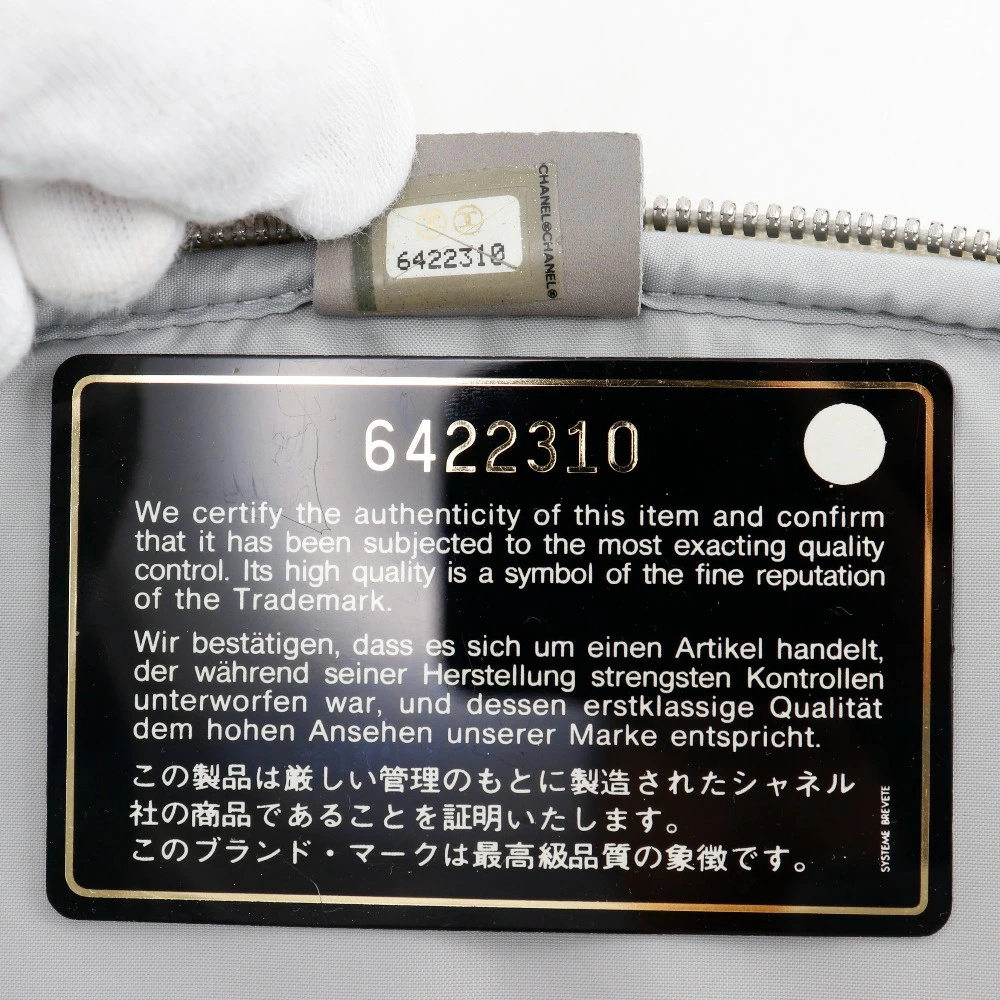 CHANEL®CHANEL®
6422310
6422310
We certify the authenticity of this item and confirm
that it has been subjected to the most exacting quality
control. Its high quality is a symbol of the fine reputation
of the Trademark.
Wir bestätigen, dass es sich um einen Artikel handelt,
der während seiner Herstellung strengsten Kontrollen
unterworfen war, und dessen erstklassige Qualität
dem hohen Ansehen unserer Marke entspricht.
この製品は厳しい管理のもとに製造されたシャネル
社の商品であることを証明いたします。
このブランド・マークは最高級品質の象徴です。
SYSTEME BREVETE